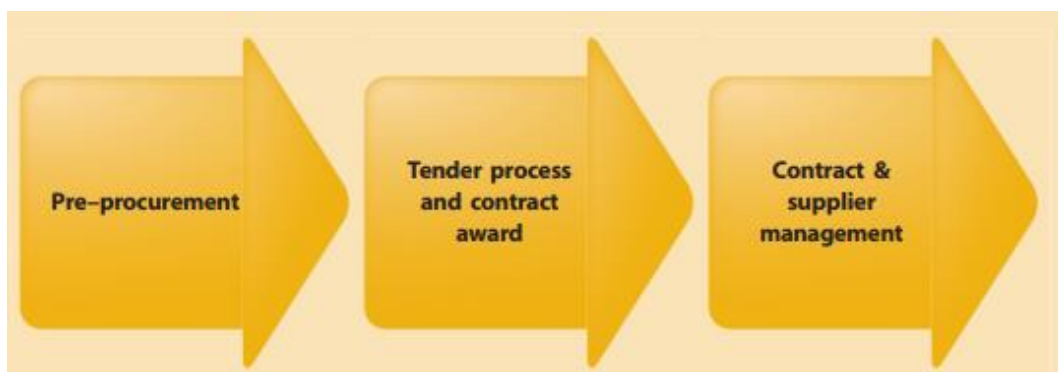 Pre–procurement
Tender process
and contract
award
Contract &
supplier
management